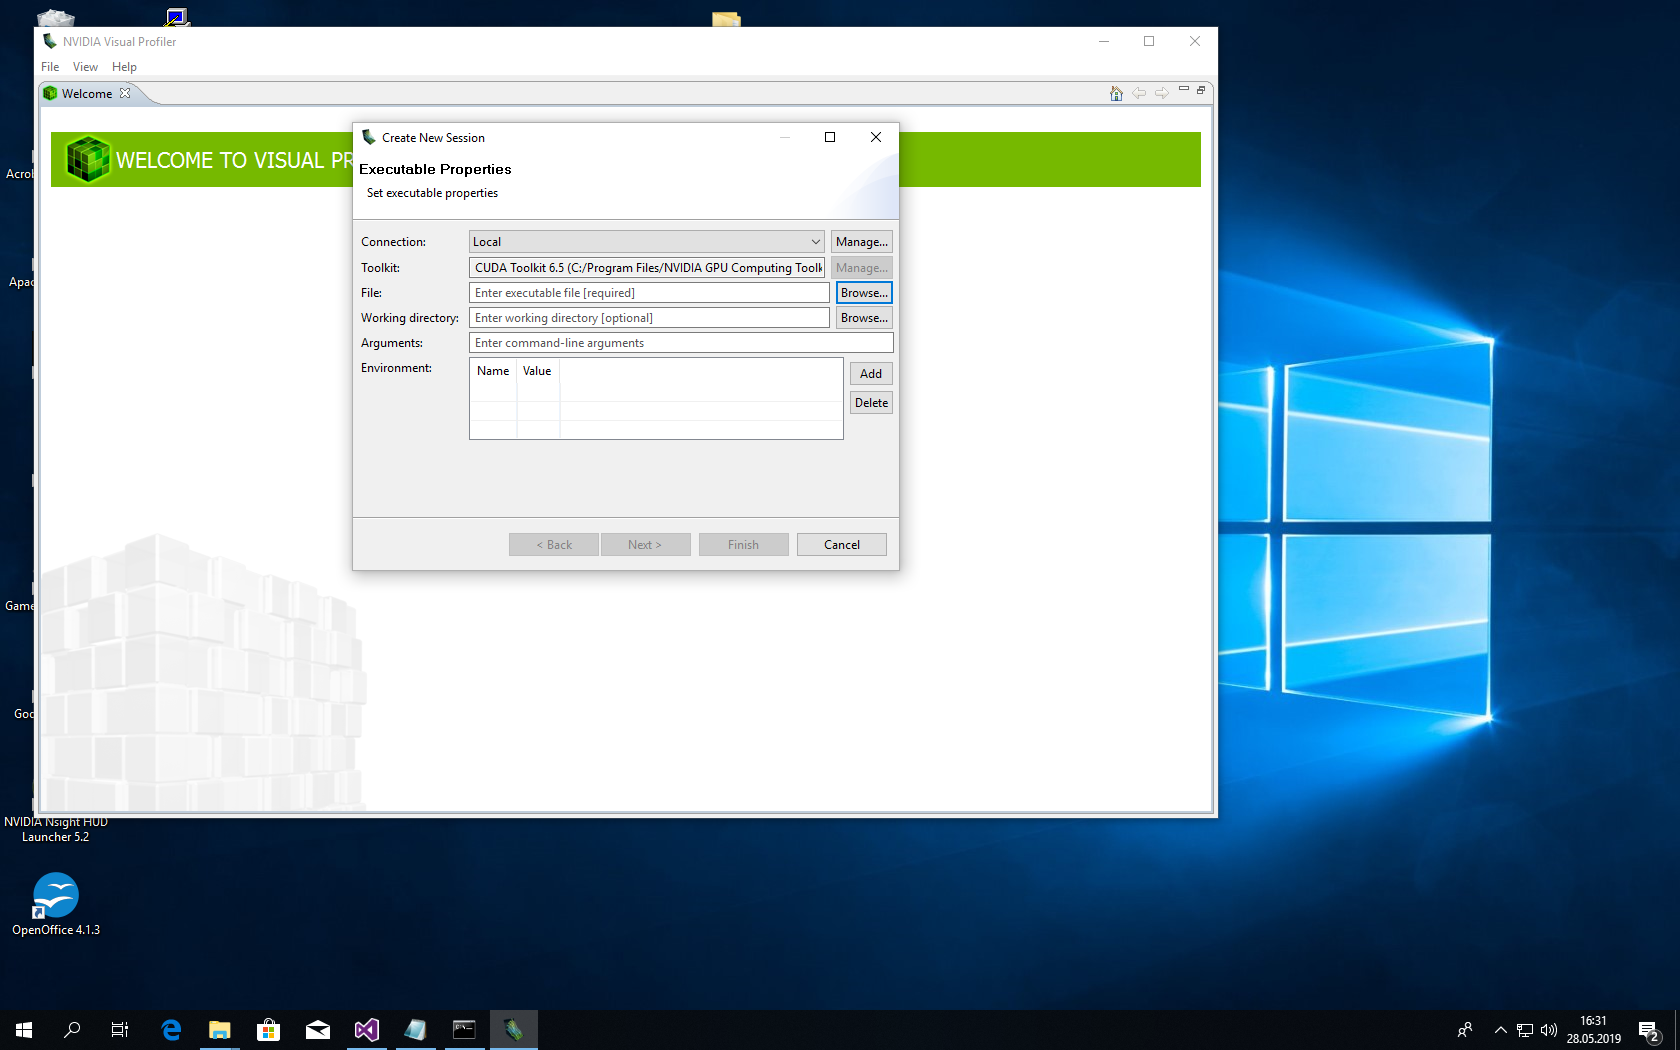 NVIDIA Visual Profiler
File View Help
Welcome
WELCOME TO VISUAL PR
Create New Session
Executable Properties
Set executable properties
Connection: Local Manage...
Toolkit: CUDA Toolkit 6.5 (C:/Program Files/NVIDIA GPU Computing Toolk Manage...
File: Enter executable file [required] Browse...
Working directory: Enter working directory [optional] Browse...
Arguments: Enter command-line arguments
Environment: Name Value Add
Delete
< Back Next > Finish Cancel
Acrob
Apac
Game
Goo
NVIDIA Nsight HUD
Launcher 5.2
OpenOffice 4.1.3
16:31
28.05.2019
2